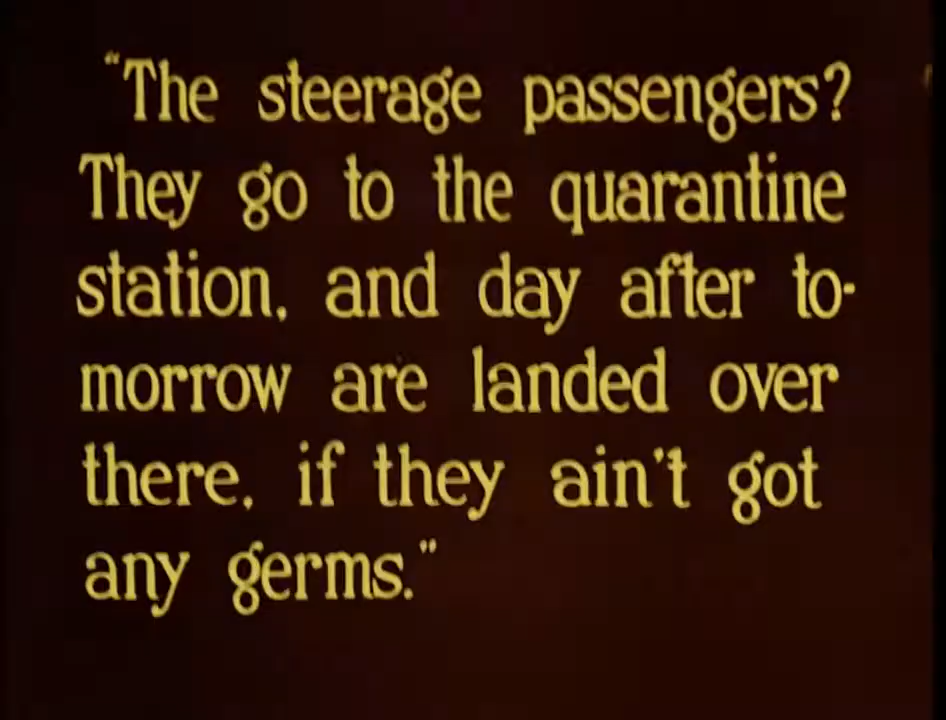 "The steerage passengers?
They go to the quarantine
station, and day after to-
morrow are landed over
there, if they ain't got
any germs."